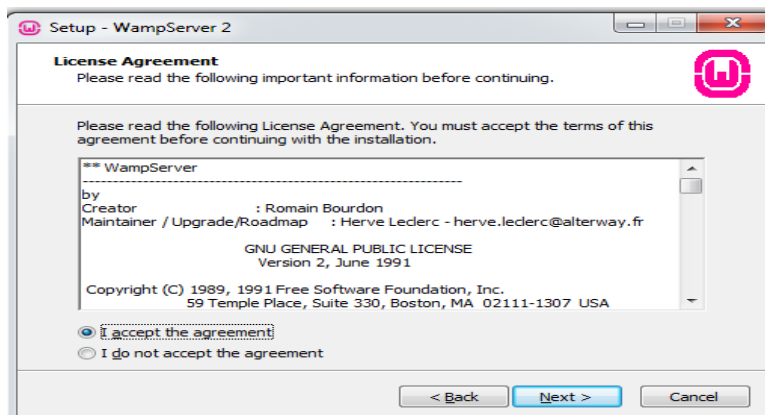 Setup - WampServer 2
License Agreement
Please read the following important information before continuing.
Please read the following License Agreement. You must accept the terms of this
agreement before continuing with the installation.
** WampServer
----------------------------------------------------------------
by
Creator : Romain Bourdon
Maintainer / Upgrade/Roadmap : Herve Leclerc - herve.leclerc@alterway.fr
GNU GENERAL PUBLIC LICENSE
Version 2, June 1991
Copyright (C) 1989, 1991 Free Software Foundation, Inc.
59 Temple Place, Suite 330, Boston, MA 02111-1307 USA
I accept the agreement
I do not accept the agreement
< Back Next > Cancel